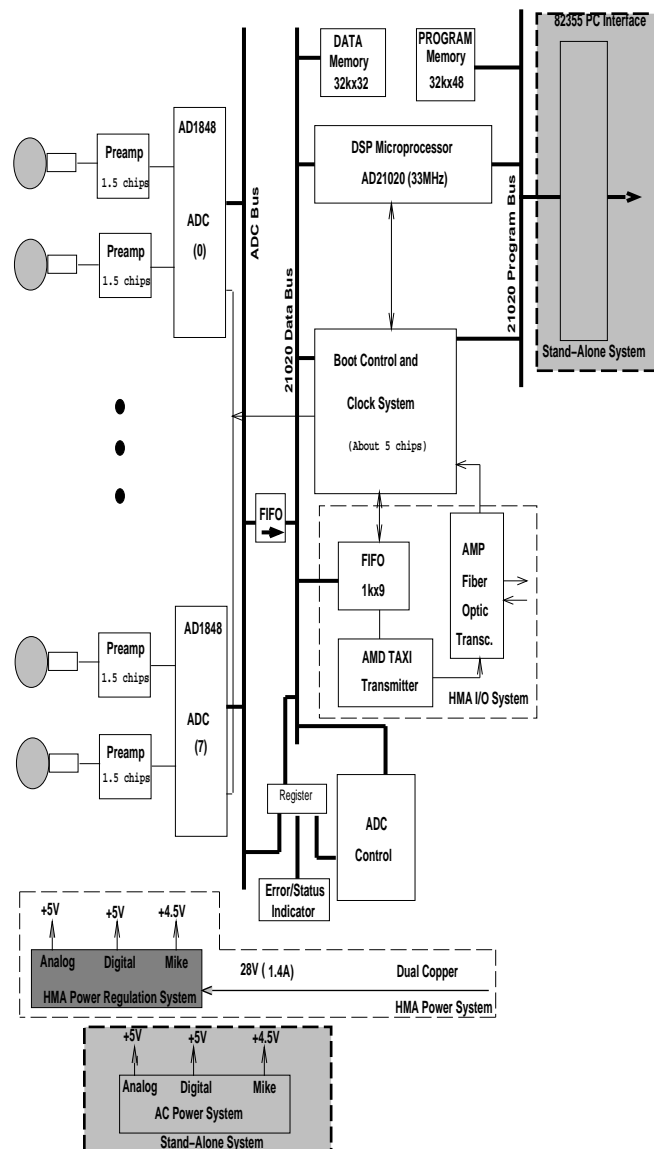 82355 PC Interface
DATA
Memory
32kx32
PROGRAM
Memory
32kx48
AD1848
ADC
(0)
Preamp
1.5 chips
Preamp
1.5 chips
ADC Bus
DSP Microprocessor
AD21020 (33MHz)
21020 Data Bus
21020 Program Bus
Stand-Alone System
Boot Control and
Clock System
(About 5 chips)
FIFO
FIFO
1kx9
AMP
Fiber
Optic
Transc.
AMD TAXI
Transmitter
HMA I/O System
AD1848
ADC
(7)
Preamp
1.5 chips
Preamp
1.5 chips
Register
ADC
Control
Error/Status
Indicator
+5V
+5V
+4.5V
Analog
Digital
Mike
HMA Power Regulation System
28V ( 1.4A)
Dual Copper
HMA Power System
+5V
+5V
+4.5V
Analog
Digital
Mike
AC Power System
Stand-Alone System